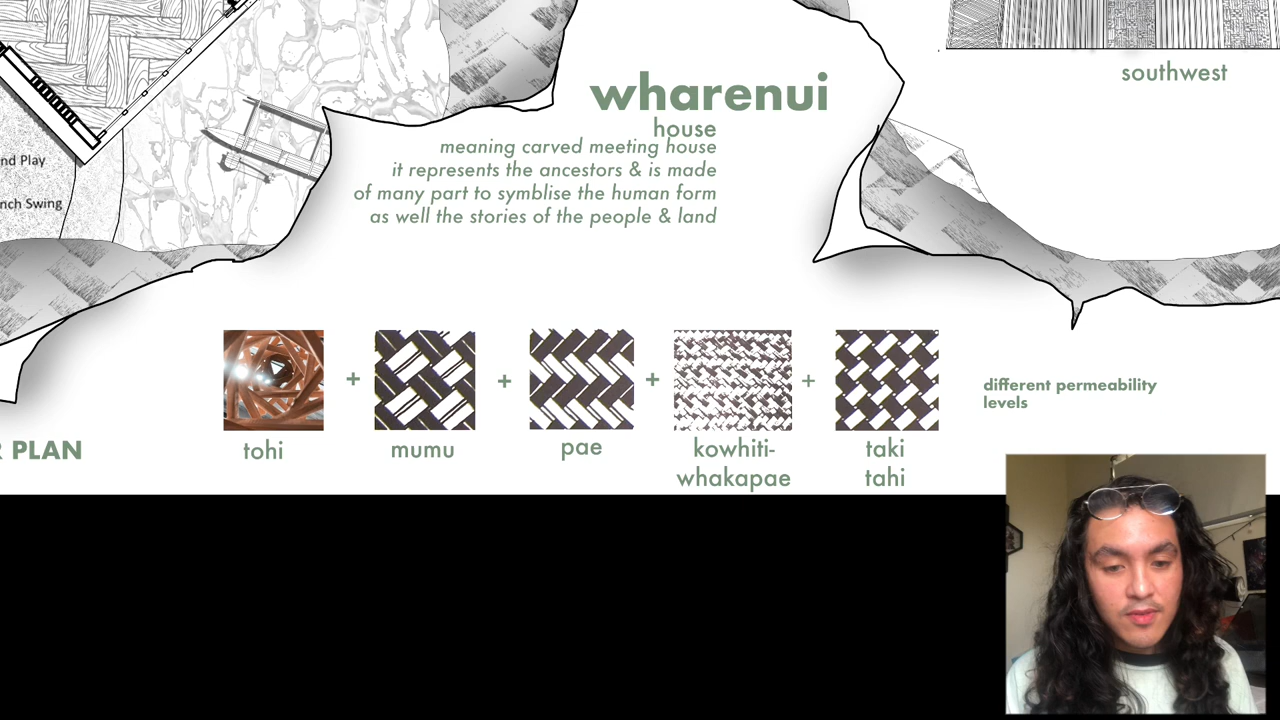 southwest
wharenui
house
meaning carved meeting house
it represents the ancestors & is made
of many part to symblise the human form
as well the stories of the people & land
nd Play
nch Swing
different permeability
levels
R PLAN
+ + + +
tohi
mumu
pae
kowhiti-
whakapae
taki
tahi